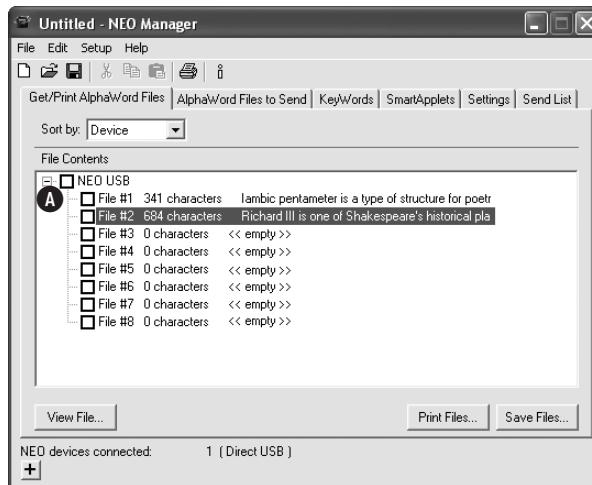 Untitled - NEO Manager
File Edit Setup Help
Get/Print AlphaWord Files AlphaWord Files to Send KeyWords SmartApplets Settings Send List
Sort by: Device
File Contents
NEO USB
A
File #1 341 characters Iambic pentameter is a type of structure for poetr
File #2 684 characters Richard III is one of Shakespeare's historical pla
File #3 0 characters << empty >>
File #4 0 characters << empty >>
File #5 0 characters << empty >>
File #6 0 characters << empty >>
File #7 0 characters << empty >>
File #8 0 characters << empty >>
View File... Print Files... Save Files...
NEO devices connected: 1 ( Direct USB )